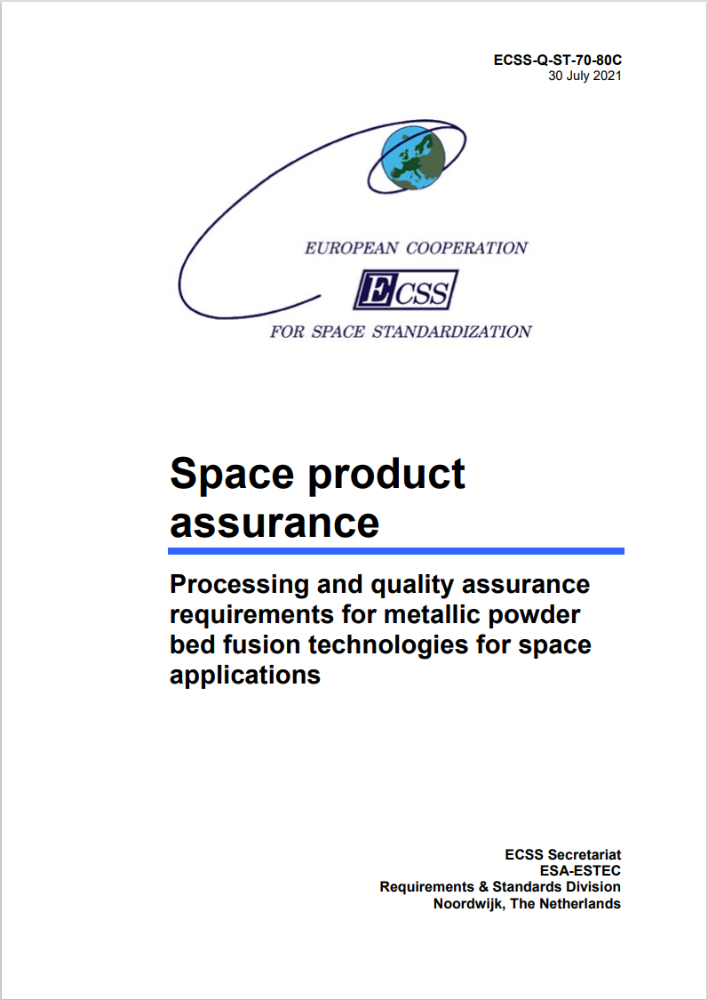 ECSS-Q-ST-70-80C
30 July 2021
EUROPEAN COOPERATION
ECSS
FOR SPACE STANDARDIZATION
Space product
assurance
Processing and quality assurance
requirements for metallic powder
bed fusion technologies for space
applications
ECSS Secretariat
ESA-ESTEC
Requirements & Standards Division
Noordwijk, The Netherlands